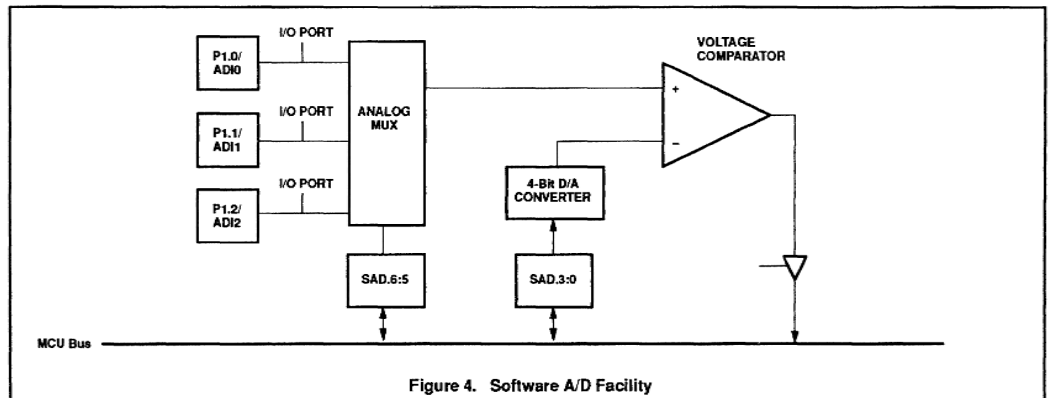 I/O PORT
P1.0/
ADI0
I/O PORT
P1.1/
ADI1
I/O PORT
P1.2/
ADI2
ANALOG
MUX
VOLTAGE
COMPARATOR
+
−
4-Bit D/A
CONVERTER
SAD.6:5
SAD.3:0
MCU Bus
Figure 4. Software A/D Facility